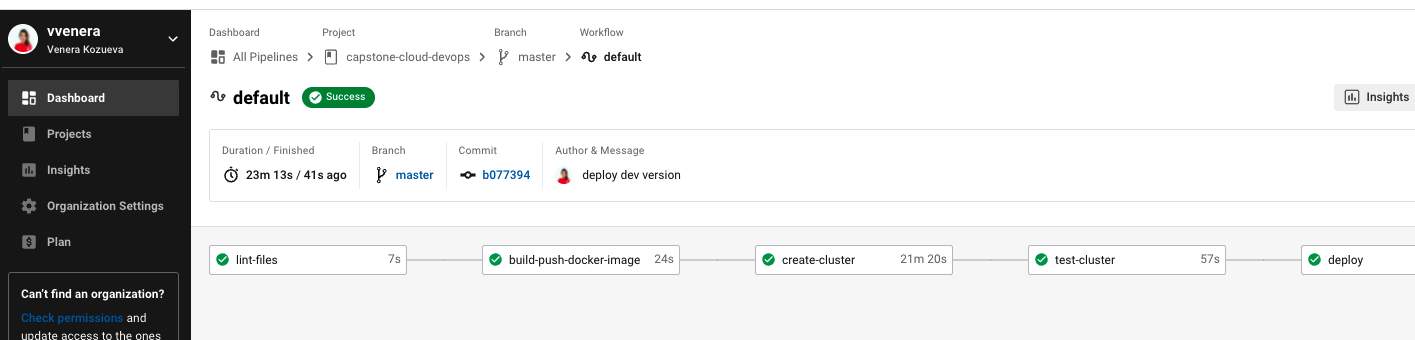 vvenera
Venera Kozueva
Dashboard
Projects
Insights
Organization Settings
Plan
Can't find an organization?
Check permissions and
update access to the ones
Dashboard Project Branch Workflow
All Pipelines capstone-cloud-devops master default
default Success
Insights
Duration / Finished Branch Commit Author & Message
23m 13s / 41s ago master b077394 deploy dev version
lint-files 7s build-push-docker-image 24s create-cluster 21m 20s test-cluster 57s deploy